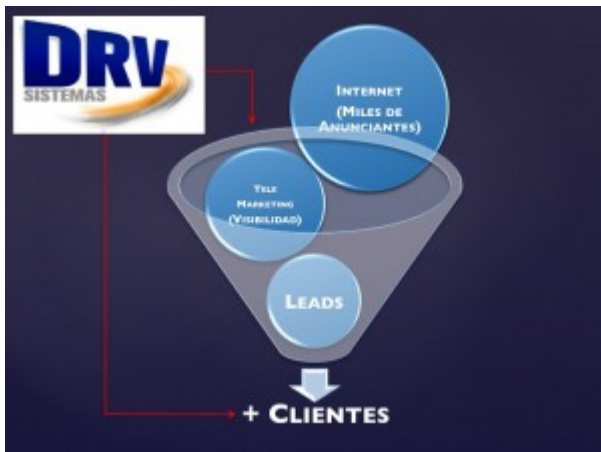 DRV
SISTEMAS
INTERNET
(MILES DE
ANUNCIANTES)
TELE
MARKETING
(VISIBILIDAD)
LEADS
+ CLIENTES